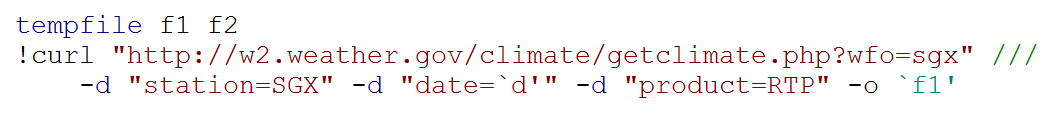 tempfile f1 f2
!curl "http://w2.weather.gov/climate/getclimate.php?wfo=sgx" ///
    -d "station=SGX" -d "date=`d'" -d "product=RTP" -o `f1'